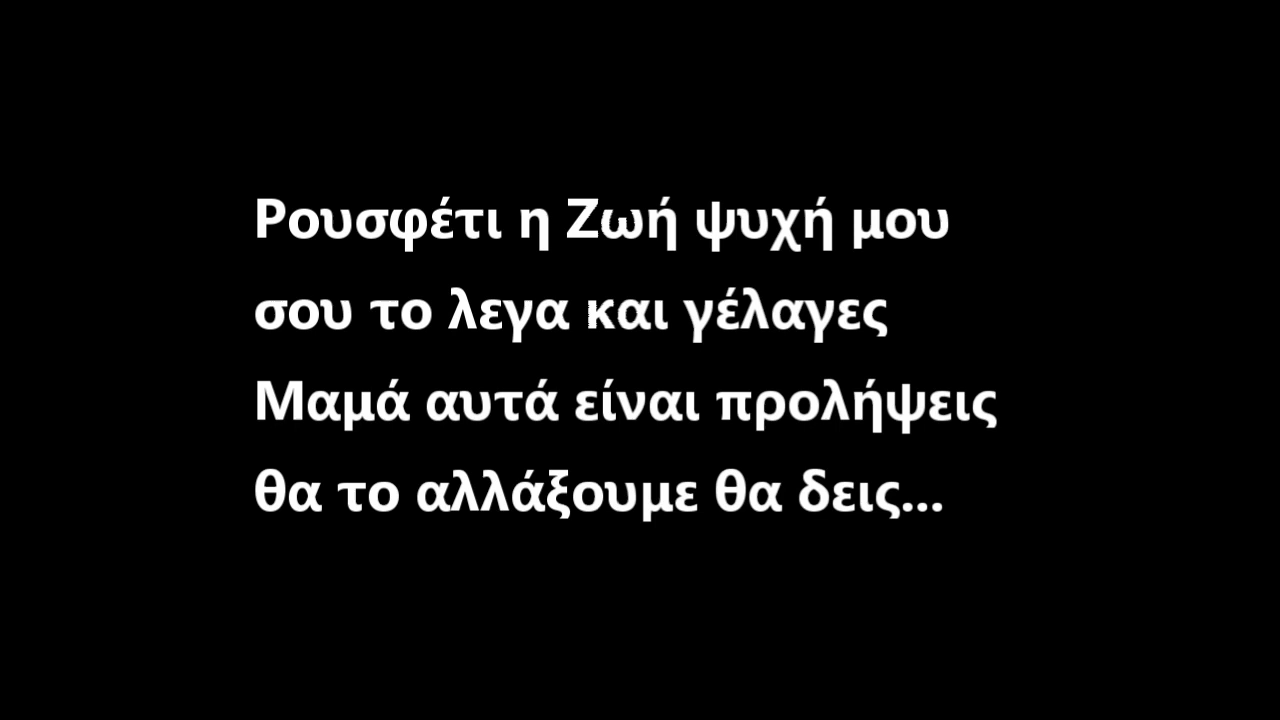 Ρουσφέτι η Ζωή ψυχή μου
σου το λεγα και γέλαγες
Μαμά αυτά είναι προλήψεις
θα το αλλάξουμε θα δεις...